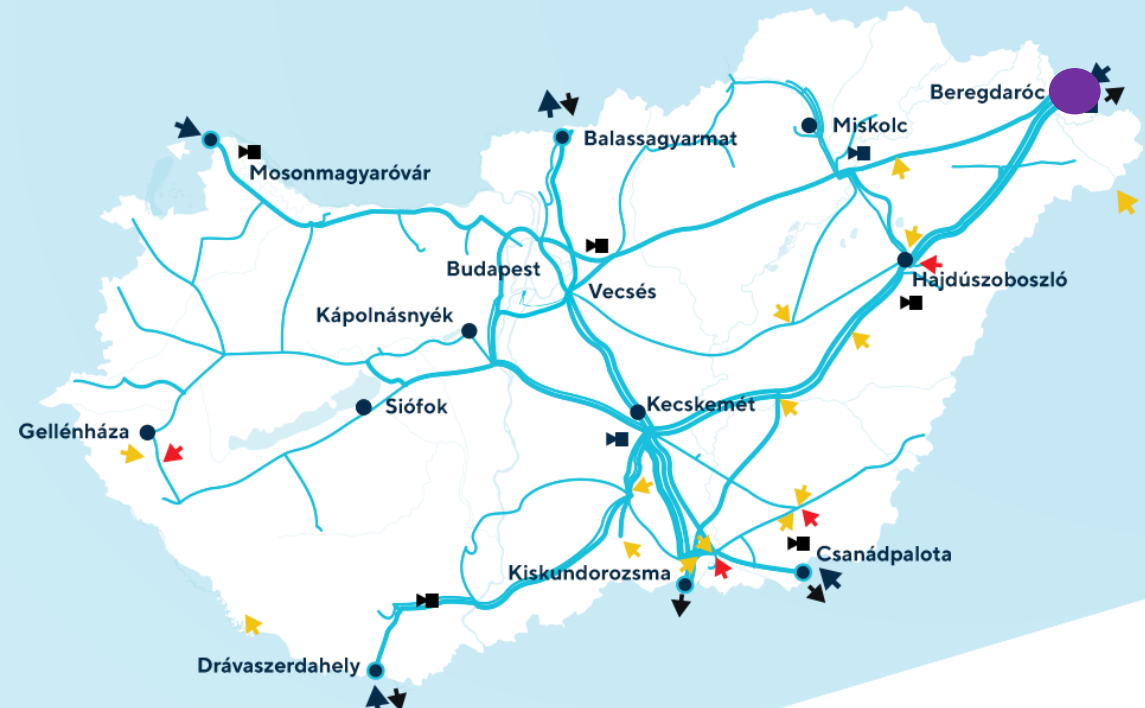 Beregdaróc
Miskolc
Balassagyarmat
Mosonmagyaróvár
Budapest
Hajdúszoboszló
Vecsés
Kápolnásnyék
Siófok
Kecskemét
Gellénháza
Csanádpalota
Kiskundorozsma
Drávaszerdahely